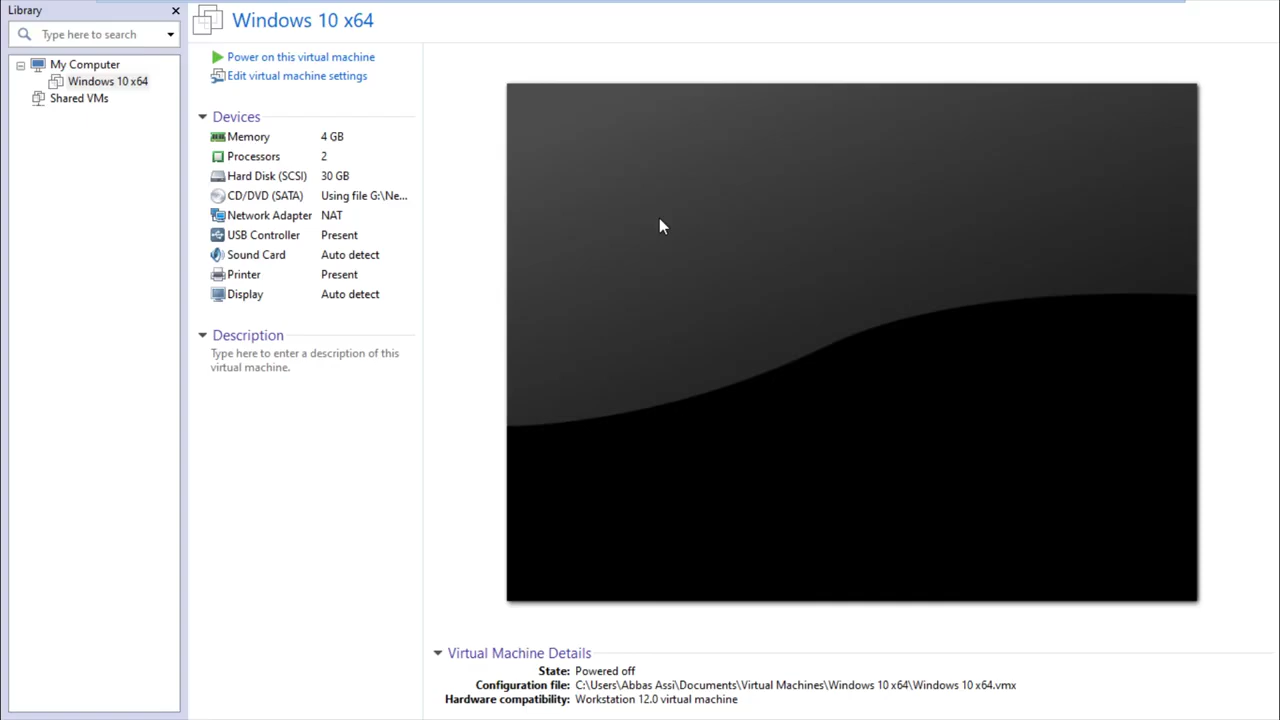 Library
Type here to search
My Computer
Windows 10 x64
Shared VMs
Windows 10 x64
Power on this virtual machine
Edit virtual machine settings
Devices
Memory 4 GB
Processors 2
Hard Disk (SCSI) 30 GB
CD/DVD (SATA) Using file G:\Ne...
Network Adapter NAT
USB Controller Present
Sound Card Auto detect
Printer Present
Display Auto detect
Description
Type here to enter a description of this
virtual machine.
Virtual Machine Details
State: Powered off
Configuration file: C:\Users\Abbas Assi\Documents\Virtual Machines\Windows 10 x64\Windows 10 x64.vmx
Hardware compatibility: Workstation 12.0 virtual machine